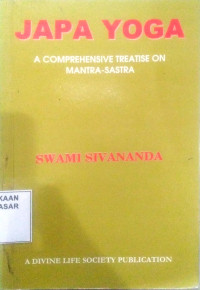 JAPA YOGA
A COMPREHENSIVE TREATISE ON
MANTRA-SASTRA
SWAMI SIVANANDA
KAAN
ASAR
A DIVINE LIFE SOCIETY PUBLICATION